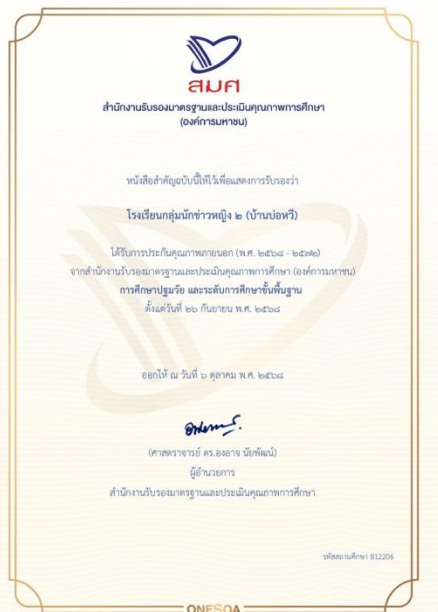 สมศ
สำนักงานรับรองมาตรฐานและประเมินคุณภาพการศึกษา
(องค์การมหาชน)
หนังสือสำคัญฉบับนี้ให้ไว้เพื่อแสดงการรับรองว่า
โรงเรียนกลุ่มนักข่าวหญิง ๒ (บ้านบ่อหวี)
ได้รับการประกันคุณภาพภายนอก (พ.ศ. ๒๕๖๘ - ๒๕๗๒)
จากสำนักงานรับรองมาตรฐานและประเมินคุณภาพการศึกษา (องค์การมหาชน)
การศึกษาปฐมวัย และระดับการศึกษาขั้นพื้นฐาน
ตั้งแต่วันที่ ๒๖ กันยายน พ.ศ. ๒๕๖๘
ออกให้ ณ วันที่ ๖ ตุลาคม พ.ศ. ๒๕๖๘
(ศาสตราจารย์ ดร.องอาจ นัยพัฒน์)
ผู้อำนวยการ
สำนักงานรับรองมาตรฐานและประเมินคุณภาพการศึกษา
รหัสสถานศึกษา 812206
ONESQA